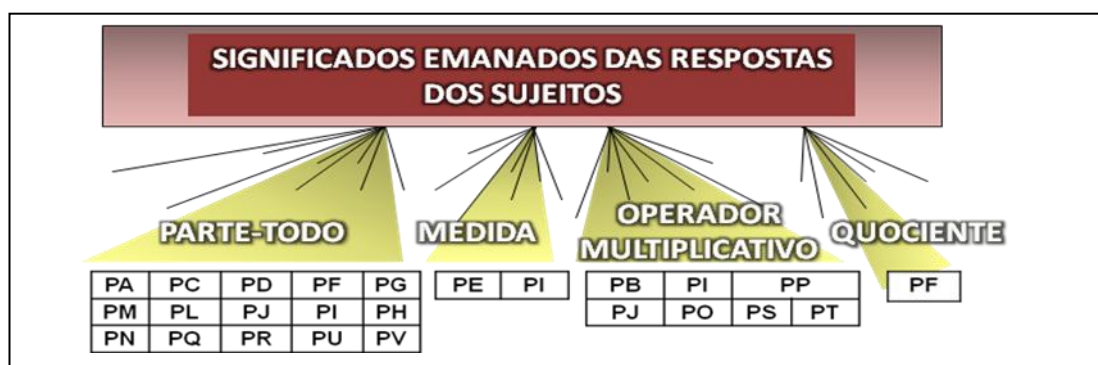 SIGNIFICADOS EMANADOS DAS RESPOSTAS
DOS SUJEITOS
PARTE-TODO
MEDIDA
OPERADOR
MULTIPLICATIVO
QUOCIENTE
PA PC PD PF PG
PM PL PJ PI PH
PN PQ PR PU PV
PE PI
PB PI PP
PJ PO PS PT
PF